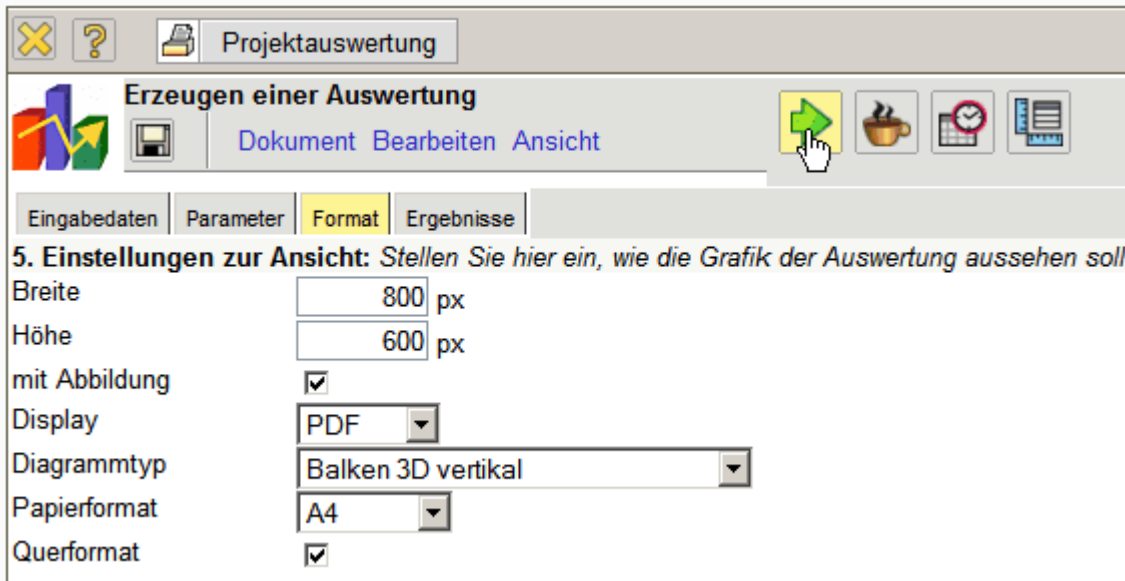 Projektauswertung
Erzeugen einer Auswertung
Dokument Bearbeiten Ansicht
Eingabedaten Parameter Format Ergebnisse
5. Einstellungen zur Ansicht: Stellen Sie hier ein, wie die Grafik der Auswertung aussehen soll
Breite 800 px
Höhe 600 px
mit Abbildung
Display PDF
Diagrammtyp Balken 3D vertikal
Papierformat A4
Querformat